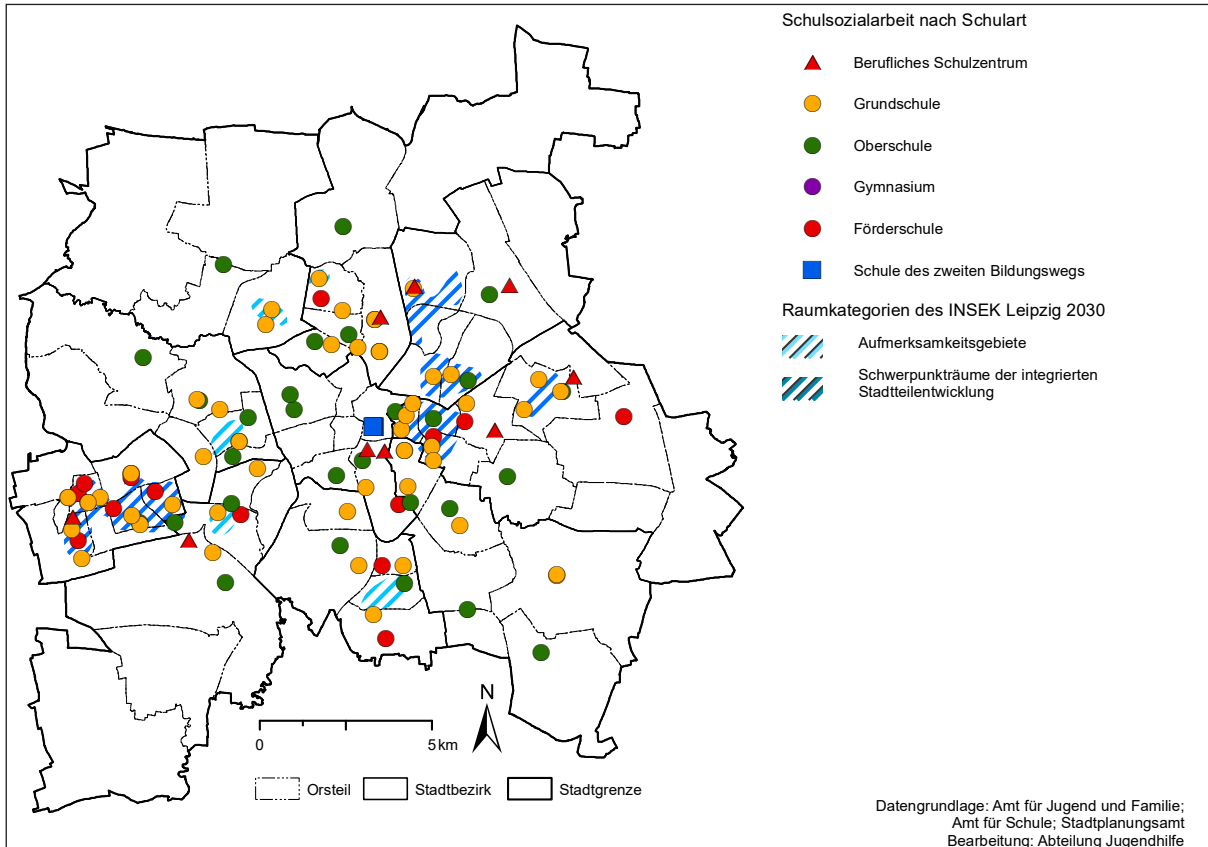 Schulsozialarbeit nach Schulart
Berufliches Schulzentrum
Grundschule
Oberschule
Gymnasium
Förderschule
Schule des zweiten Bildungswegs
Raumkategorien des INSEK Leipzig 2030
Aufmerksamkeitsgebiete
Schwerpunkträume der integrierten
Stadtteilentwicklung
N
0 5 km
Orsteil Stadtbezirk Stadtgrenze
Datengrundlage: Amt für Jugend und Familie;
Amt für Schule; Stadtplanungsamt
Bearbeitung: Abteilung Jugendhilfe